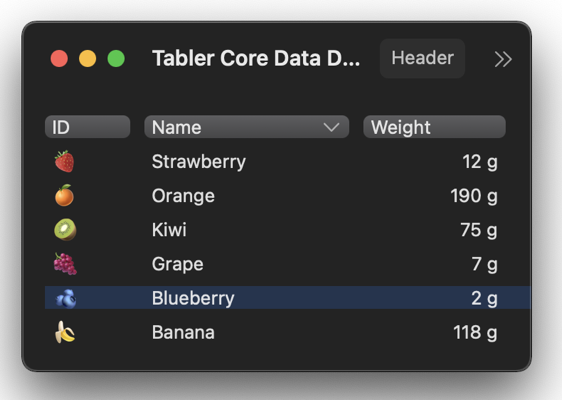 Tabler Core Data D... Header
ID Name Weight
Strawberry 12 g
Orange 190 g
Kiwi 75 g
Grape 7 g
Blueberry 2 g
Banana 118 g